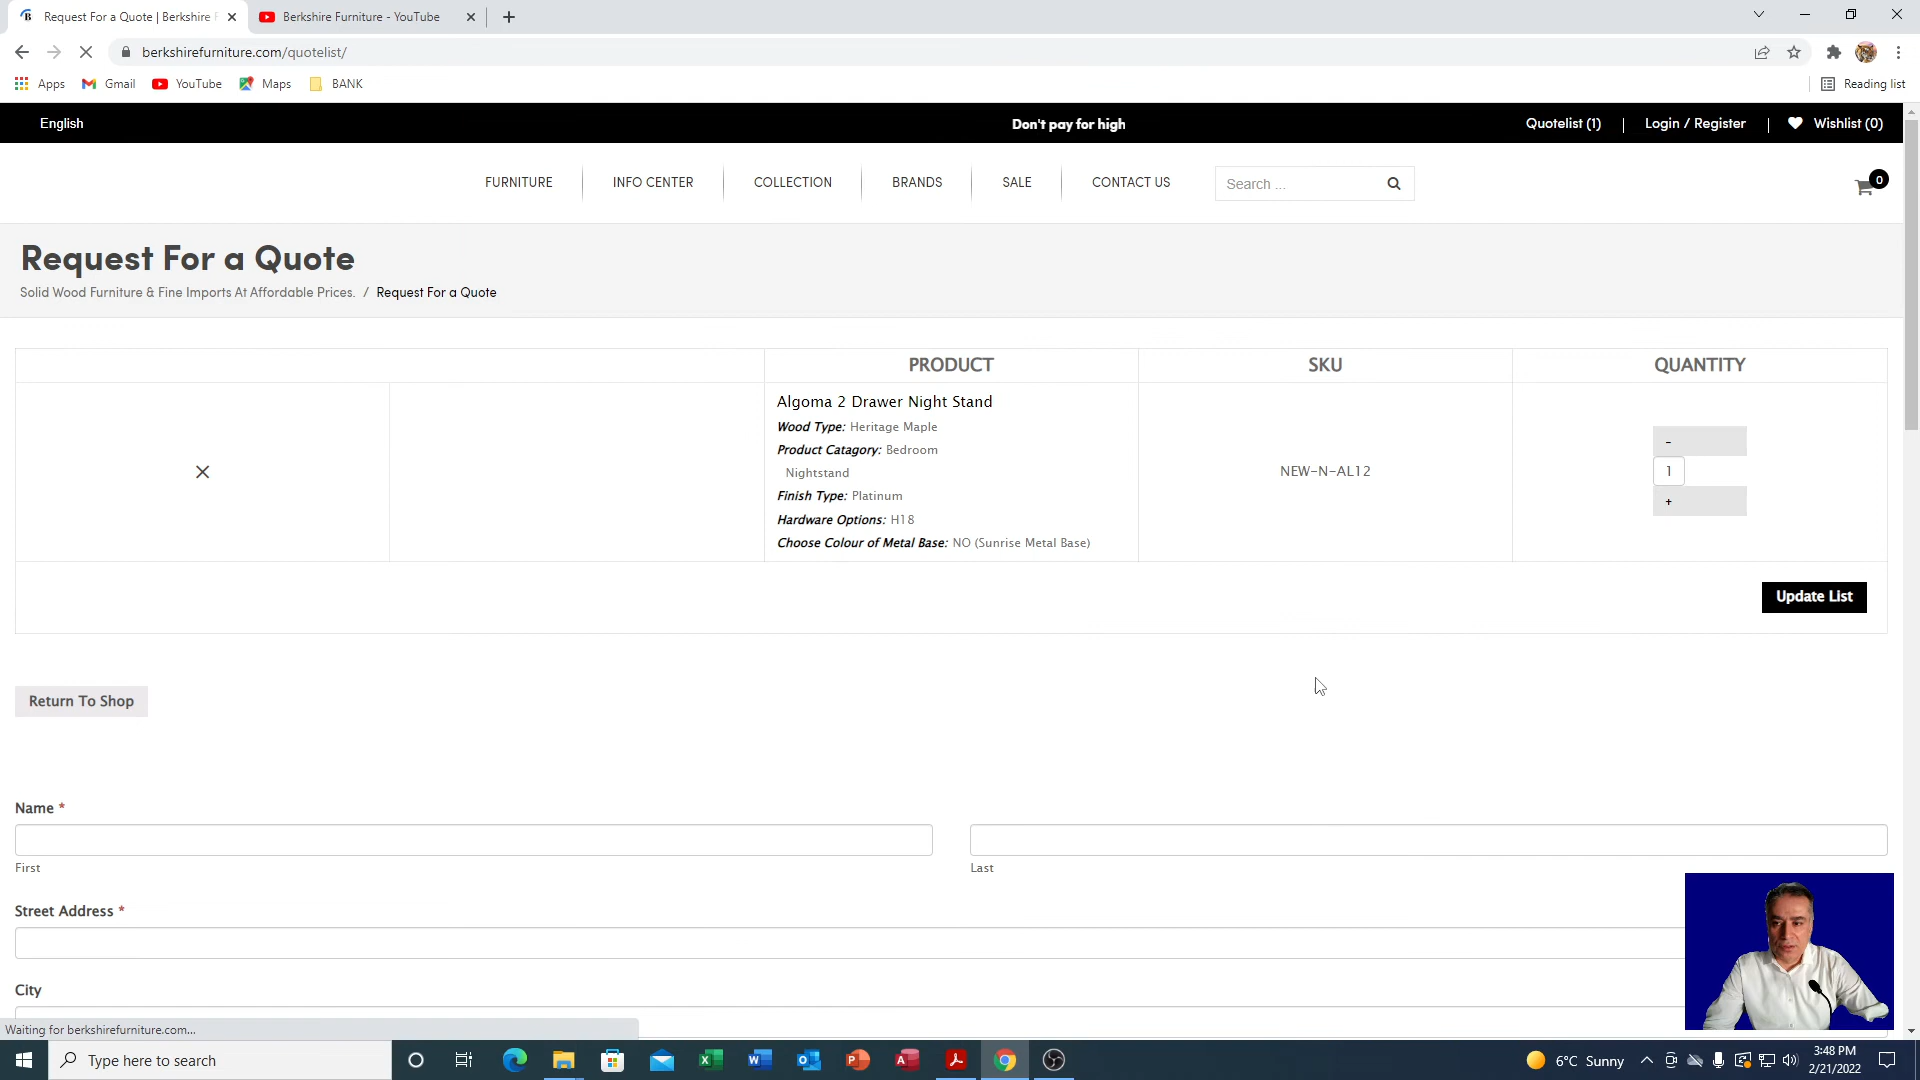 Request For a Quote | Berkshire F
Berkshire Furniture - YouTube
berkshirefurniture.com/quotelist/
Apps
Gmail
YouTube
Maps
BANK
Reading list
English
Don't pay for high
Quotelist (1)
Login / Register
Wishlist (0)
FURNITURE
INFO CENTER
COLLECTION
BRANDS
SALE
CONTACT US
Search ...
0
Request For a Quote
Solid Wood Furniture & Fine Imports At Affordable Prices. / Request For a Quote
PRODUCT
SKU
QUANTITY
Algoma 2 Drawer Night Stand
Wood Type: Heritage Maple
Product Catagory: Bedroom
Nightstand
Finish Type: Platinum
Hardware Options: H18
Choose Colour of Metal Base: NO (Sunrise Metal Base)
NEW-N-AL12
-
1
+
Update List
Return To Shop
Name *
First
Last
Street Address *
City
Waiting for berkshirefurniture.com...
Type here to search
6°C Sunny
3:48 PM
2/21/2022